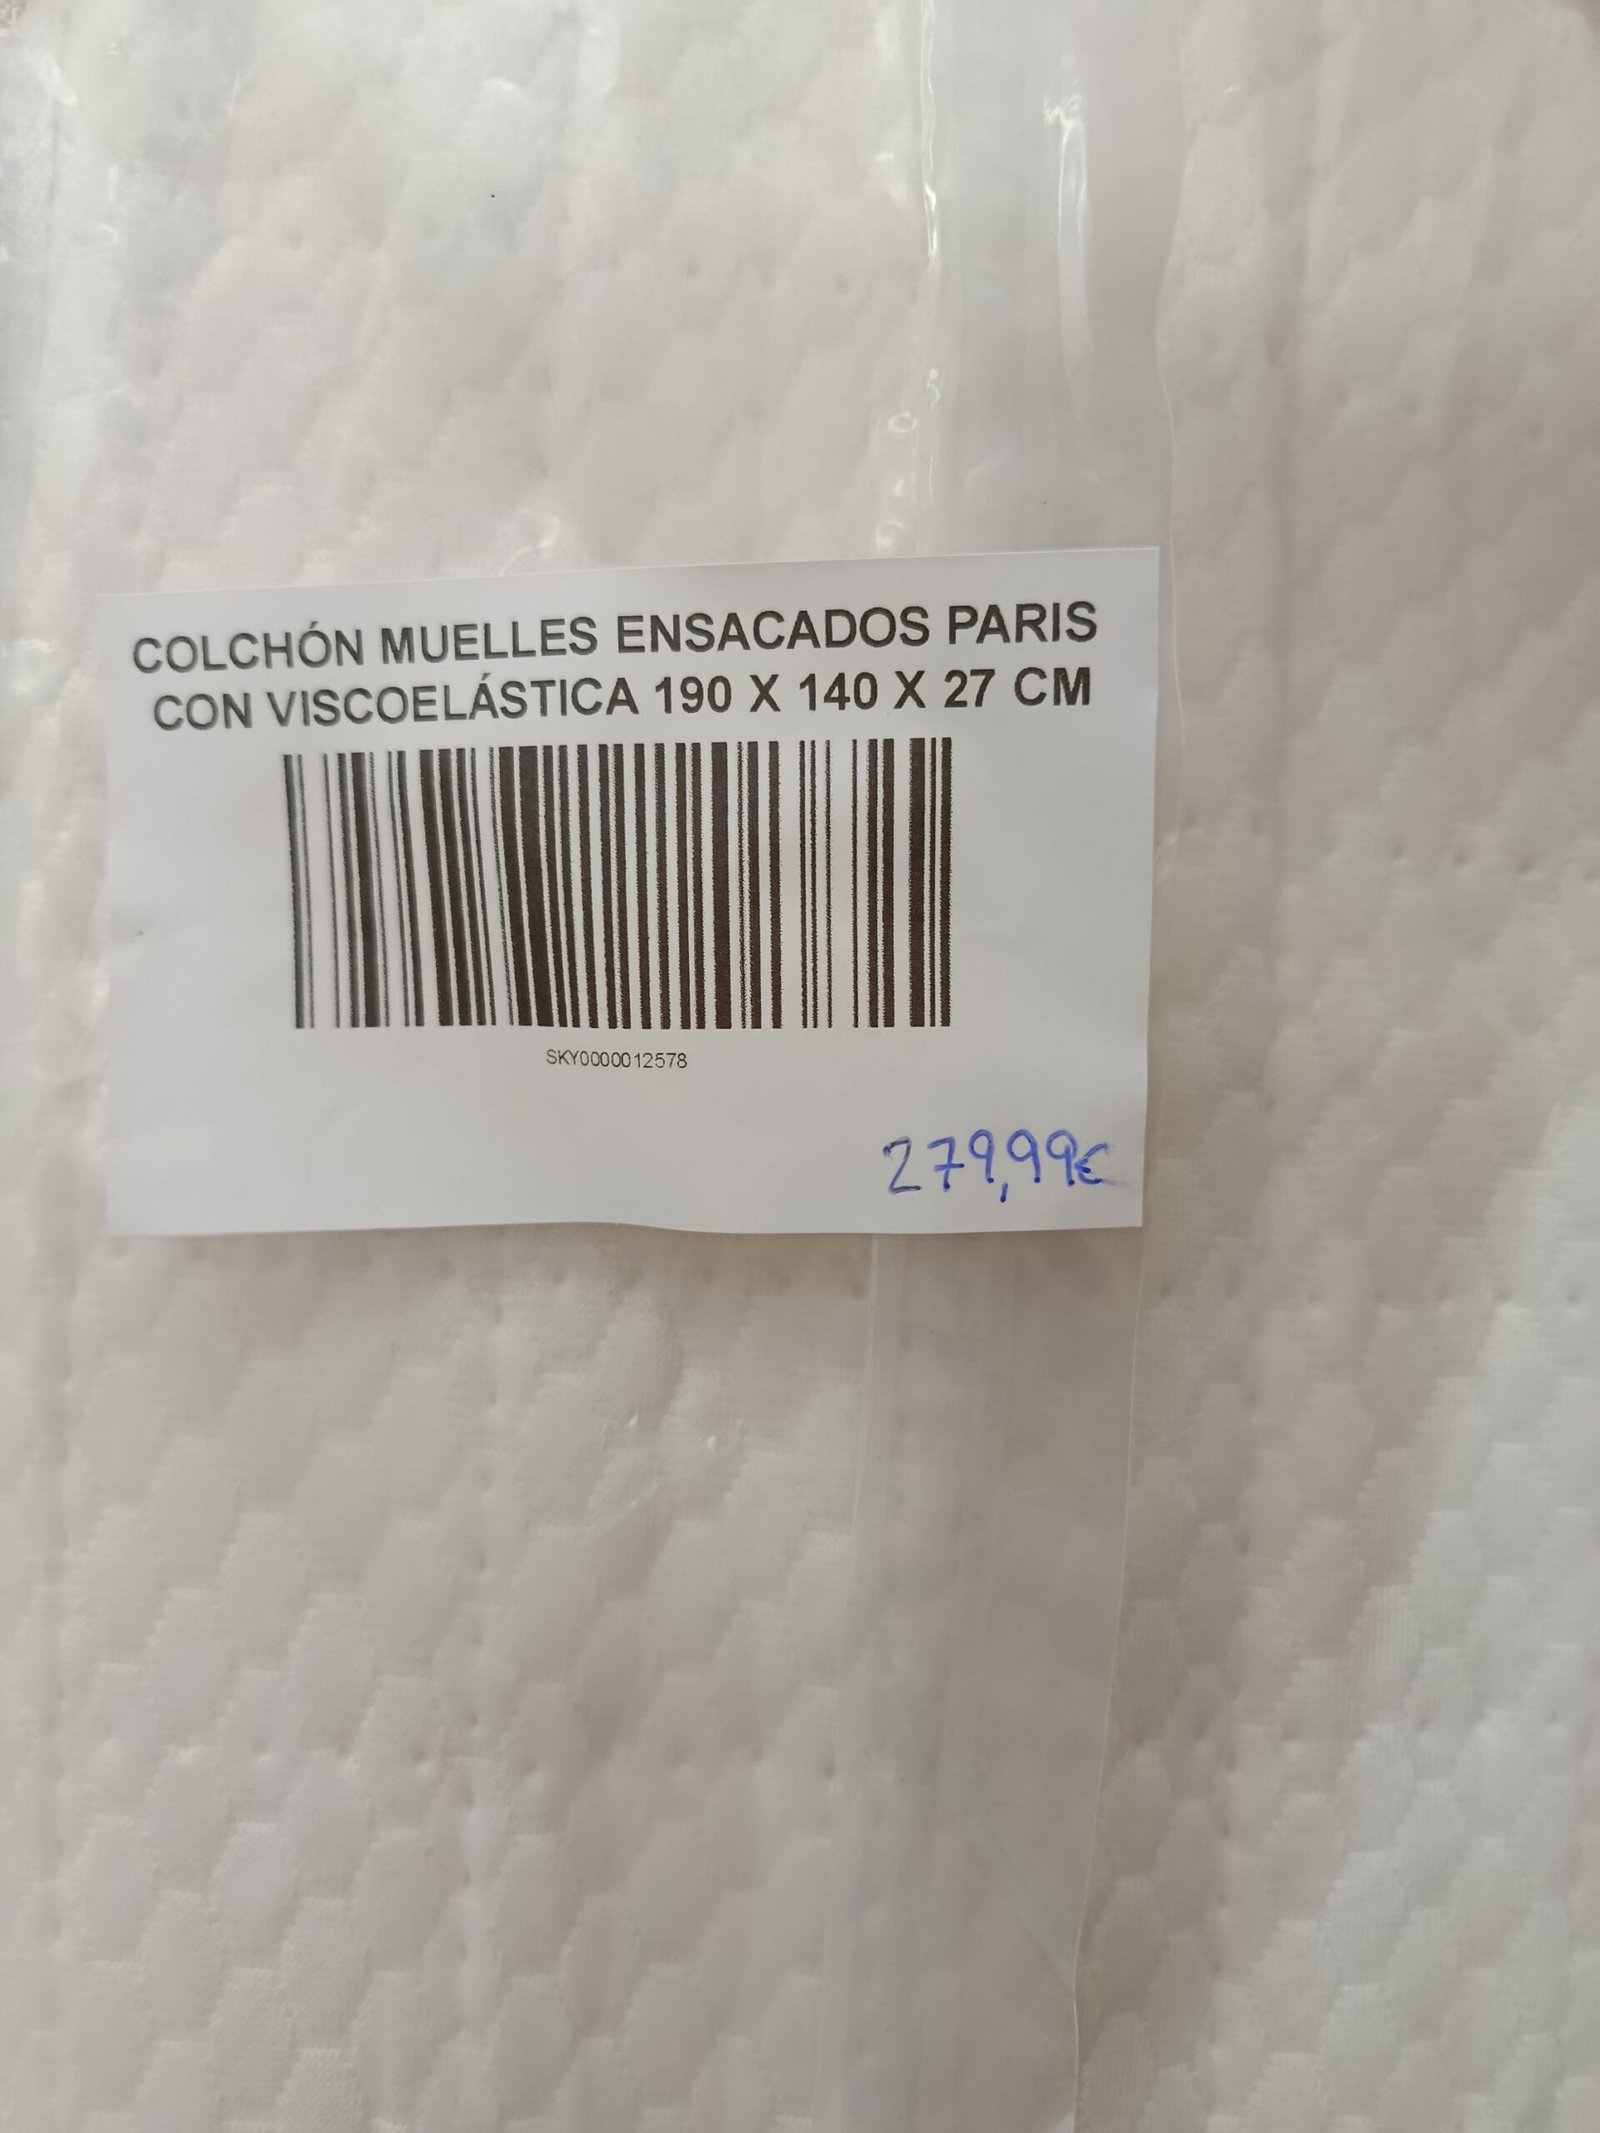 COLCHÓN MUELLES ENSACADOS PARIS
CON VISCOELÁSTICA 190 X 140 X 27 CM
SKY0000012578
279,99€